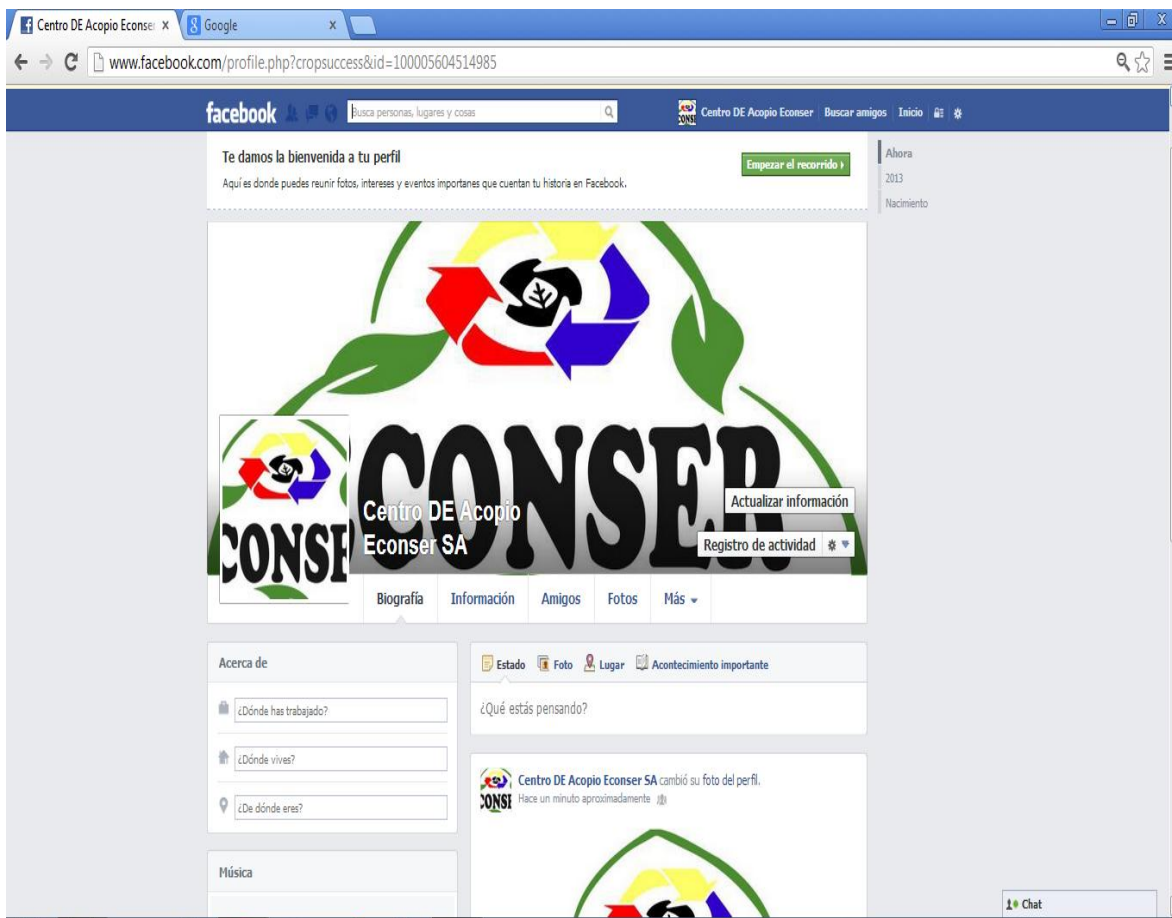 Centro DE Acopio Econser
Google
www.facebook.com/profile.php?cropsuccess&id=100005604514985
facebook
Busca personas, lugares y cosas
CONSE
Centro DE Acopio Econser
Buscar amigos
Inicio
Te damos la bienvenida a tu perfil
Empezar el recorrido
Aquí es donde puedes reunir fotos, intereses y eventos importanes que cuentan tu historia en Facebook.
Ahora
2013
Nacimiento
CONSER
CONSE
Centro DE Acopio
Econser SA
Actualizar información
Registro de actividad
Biografía
Información
Amigos
Fotos
Más
Acerca de
¿Dónde has trabajado?
¿Dónde vives?
¿De dónde eres?
Música
Estado
Foto
Lugar
Acontecimiento importante
¿Qué estás pensando?
CONSE
Centro DE Acopio Econser SA cambió su foto del perfil.
Hace un minuto aproximadamente
Chat